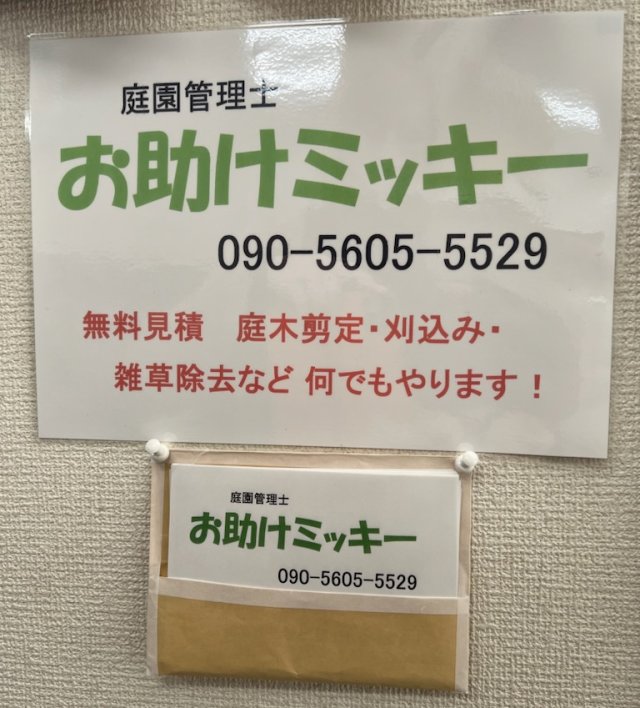 庭園管理士
お助けミッキー
090-5605-5529
無料見積　庭木剪定・刈込み・
雑草除去など 何でもやります！
庭園管理士
お助けミッキー
090-5605-5529